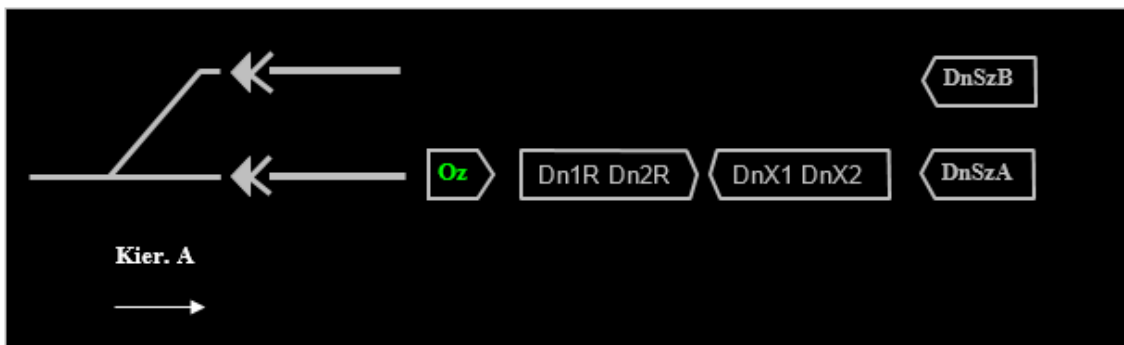 DnSzB
Oz Dn1R Dn2R DnX1 DnX2 DnSzA
Kier. A